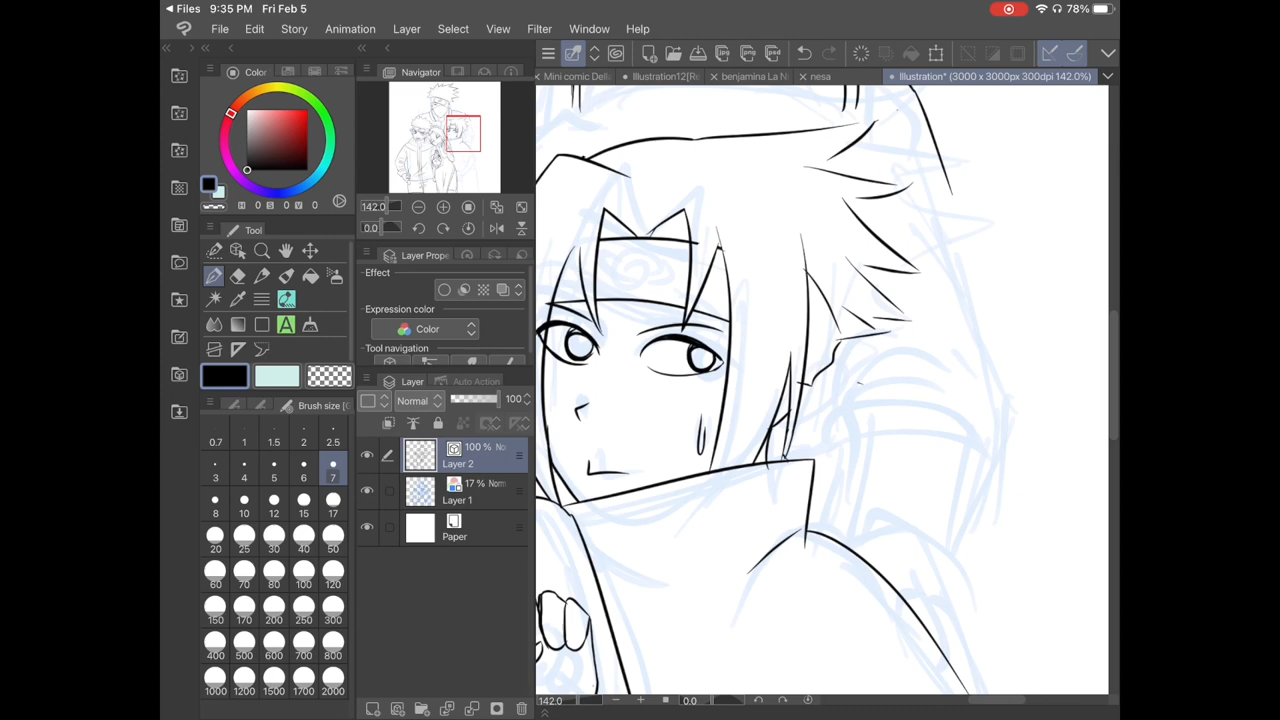 Files 9:35 PM Fri Feb 5 78%
File Edit Story Animation Layer Select View Filter Window Help
Color
Navigator
Mini comic Deli Illustration12[Re benjamina La N nesa Illustration* (3000 x 3000px 300dpi 142.0%)
H 0 S 0 V 0
142.0
0.0
Tool
Layer Prope
Effect
Expression color
Color
Tool navigation
Layer Auto Action
Normal 100
Brush size
0.7 1 1.5 2 2.5
3 4 5 6 7
8 10 12 15 17
20 25 30 40 50
60 70 80 100 120
150 170 200 250 300
400 500 600 700 800
1000 1200 1500 1700 2000
100 % No
Layer 2
17 % Norm
Layer 1
Paper
142.0 0.0